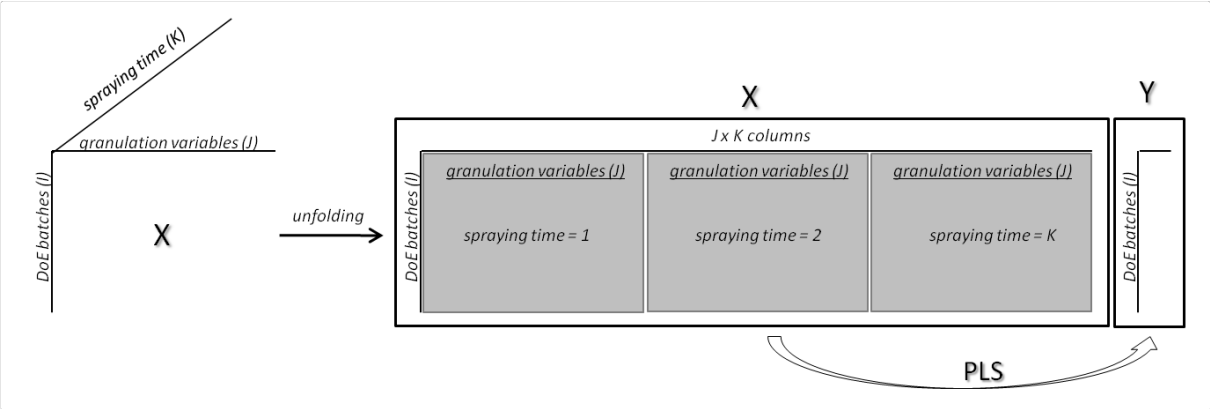 spraying time (K)
granulation variables (J)
DoE batches (I)
X
unfolding
X
J x K columns
DoE batches (I)
granulation variables (J)
spraying time = 1
granulation variables (J)
spraying time = 2
granulation variables (J)
spraying time = K
Y
DoE batches (I)
PLS